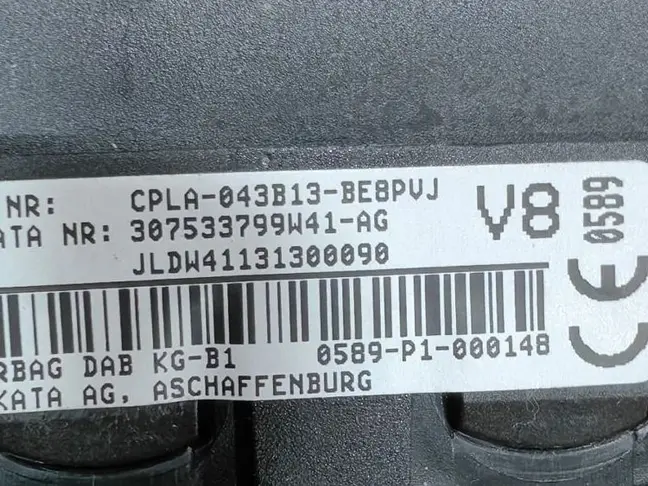 NR: CPLA-043B13-BE8PVJ
ATA NR: 307533799W41-AG
JLDW41131300090
V8
0589
CE
RBAG DAB KG-B1 0589-P1-000148
KATA AG, ASCHAFFENBURG